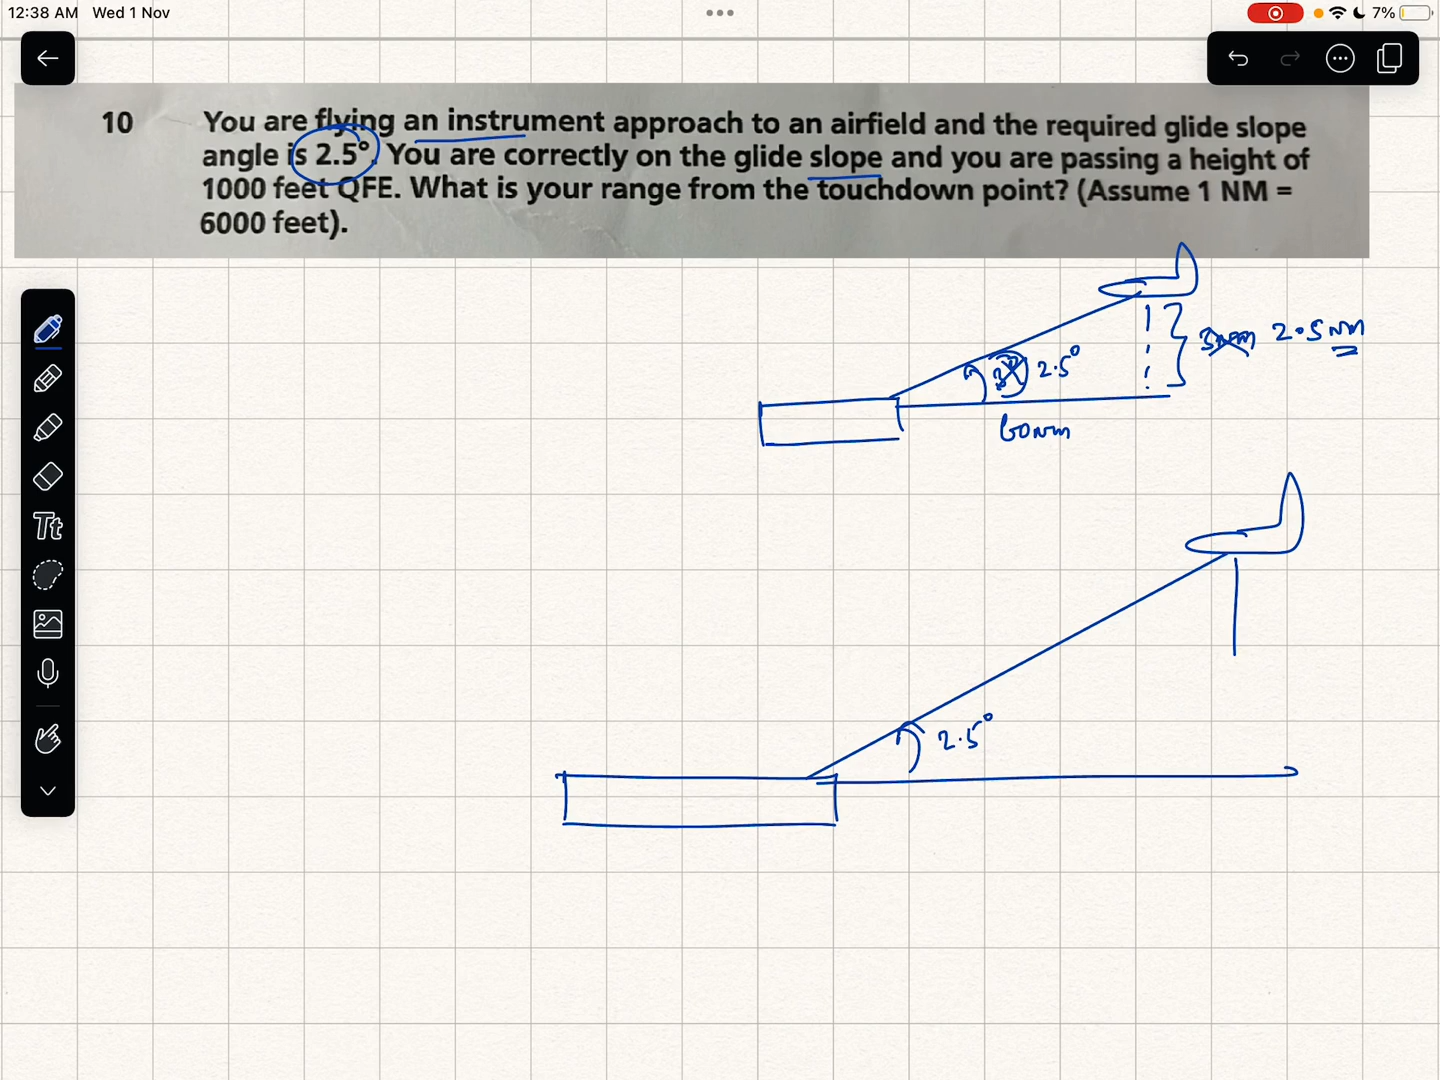 12:38 AM Wed 1 Nov
7%
10 You are flying an instrument approach to an airfield and the required glide slope
angle is 2.5°. You are correctly on the glide slope and you are passing a height of
1000 feet QFE. What is your range from the touchdown point? (Assume 1 NM =
6000 feet).
3nm 2.5 NM
3° 2.5°
60nm
Tt
2.5°